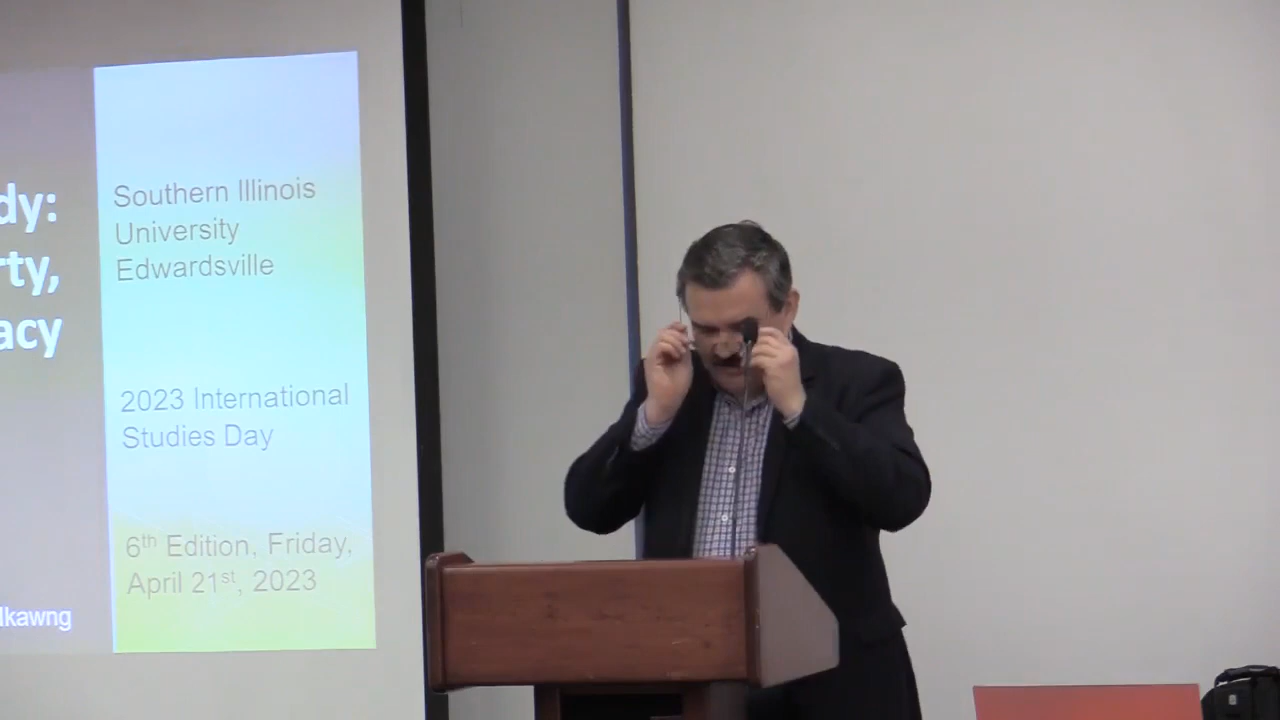 dy:
rty,
acy
lkawng
Southern Illinois
University
Edwardsville
2023 International
Studies Day
6th Edition, Friday,
April 21st, 2023